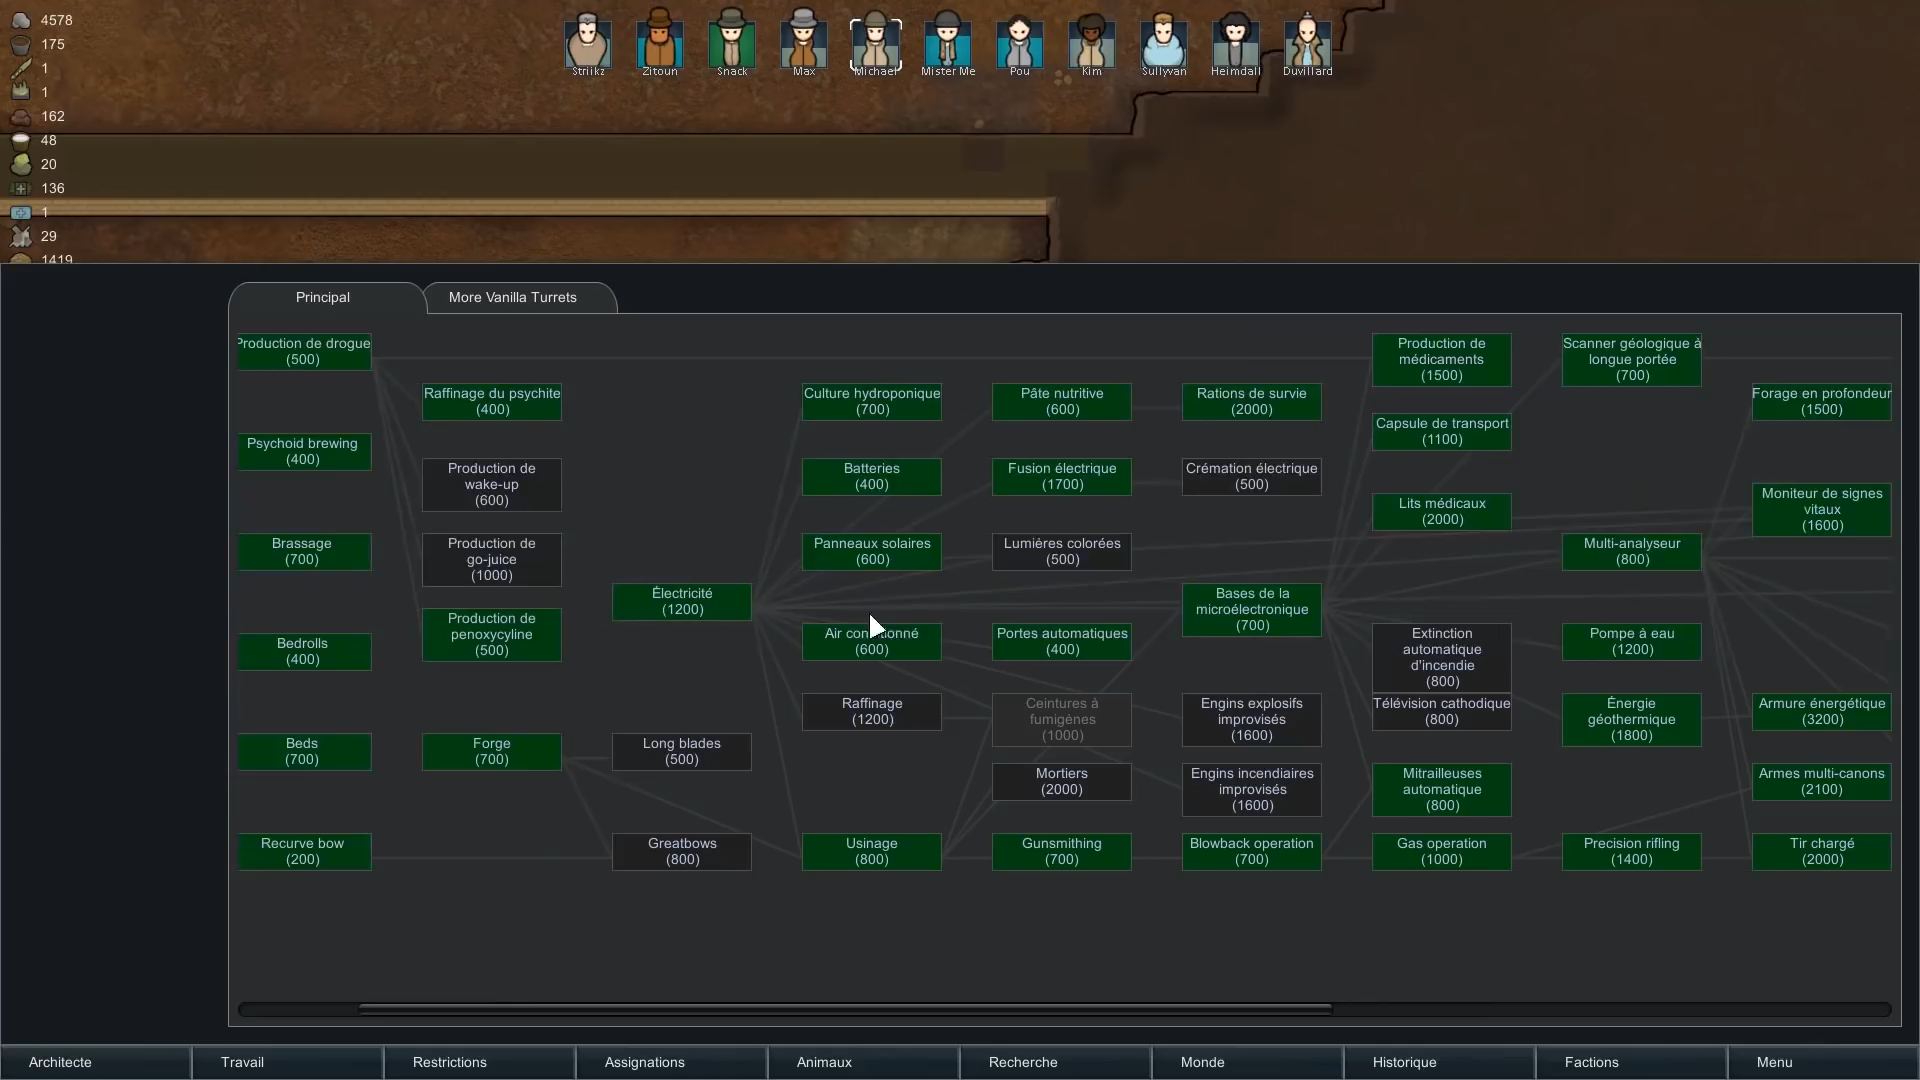 4578
175
1
1
162
48
20
136
1
29
1419
Striikz
Zitoun
Snack
Max
Michael
Mister Me
Pou
Kim
Sullyvan
Heimdall
Duvillard
Principal
More Vanilla Turrets
Production de drogue
(500)
Psychoid brewing
(400)
Brassage
(700)
Bedrolls
(400)
Beds
(700)
Recurve bow
(200)
Raffinage du psychite
(400)
Production de
wake-up
(600)
Production de
go-juice
(1000)
Production de
penoxycyline
(500)
Forge
(700)
Électricité
(1200)
Long blades
(500)
Greatbows
(800)
Culture hydroponique
(700)
Batteries
(400)
Panneaux solaires
(600)
Air
(600)
Raffinage
(1200)
Usinage
(800)
Pâte nutritive
(600)
Fusion électrique
(1700)
Lumières colorées
(500)
Portes automatiques
(400)
Ceintures à
fumigènes
(1000)
Mortiers
(2000)
Gunsmithing
(700)
Rations de survie
(2000)
Crémation électrique
(500)
Bases de la
microélectronique
(700)
Engins explosifs
improvisés
(1600)
Engins incendiaires
improvisés
(1600)
Blowback operation
(700)
Production de
médicaments
(1500)
Capsule de transport
(1100)
Lits médicaux
(2000)
Extinction
automatique
d'incendie
(800)
Télévision cathodique
(800)
Mitrailleuses
automatique
(800)
Gas operation
(1000)
Scanner géologique à
longue portée
(700)
Multi-analyseur
(800)
Pompe à eau
(1200)
Énergie
géothermique
(1800)
Precision rifling
(1400)
Forage en profondeur
(1500)
Moniteur de signes
vitaux
(1600)
Armure énergétique
(3200)
Armes multi-canons
(2100)
Tir chargé
(2000)
Architecte
Travail
Restrictions
Assignations
Animaux
Recherche
Monde
Historique
Factions
Menu